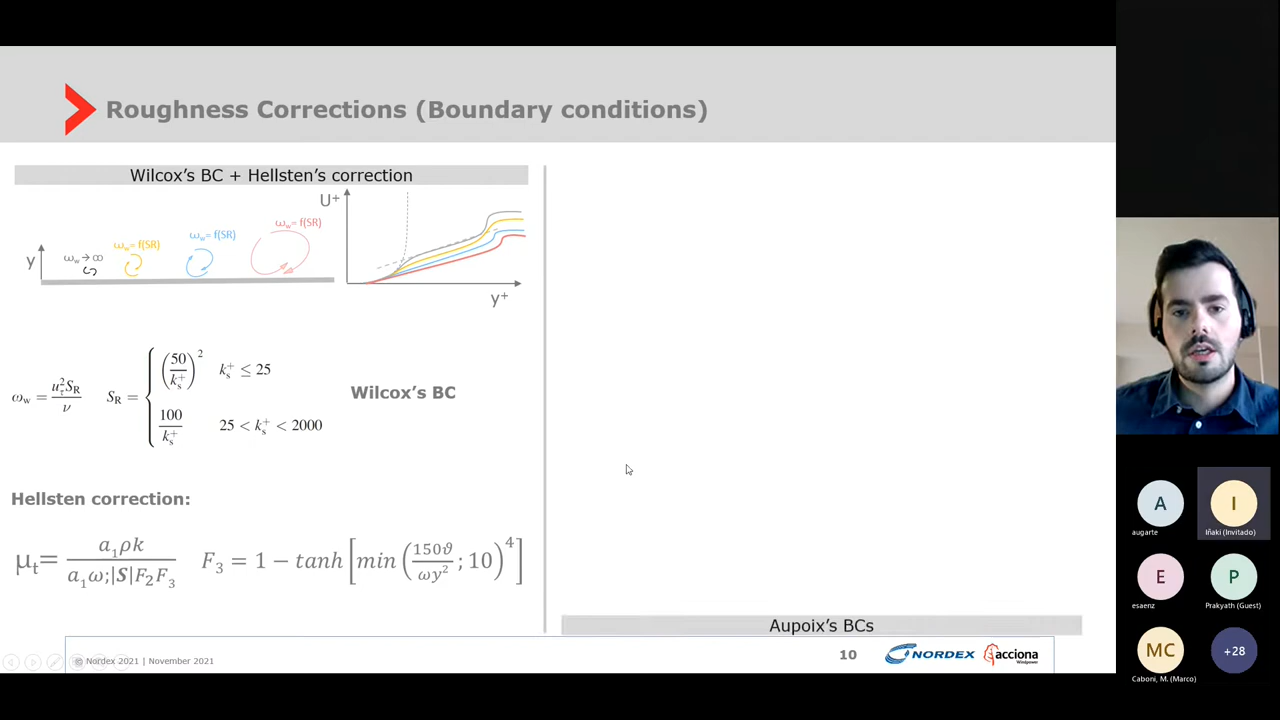 Roughness Corrections (Boundary conditions)
Wilcox’s BC + Hellsten’s correction
U⁺
ω_w= f(SR)
ω_w= f(SR)
ω_w= f(SR)
ω_w→ ∞
y
y⁺
ω_w = u_τ²S_R / ν S_R = { (50 / k_s⁺)² k_s⁺ ≤ 25
100 / k_s⁺ 25 < k_s⁺ < 2000
Wilcox’s BC
Hellsten correction:
μ_t= a₁ρk / a₁ω;|S|F₂F₃ F₃ = 1 − tanh [min (150ϑ / ωy² ; 10)⁴]
Aupoix’s BCs
© Nordex 2021 | November 2021
10
NORDEX
acciona
Windpower
A
augarte
I
Iñaki (Invitado)
E
esaenz
P
Prakyath (Guest)
MC
Caboni, M. (Marco)
+28